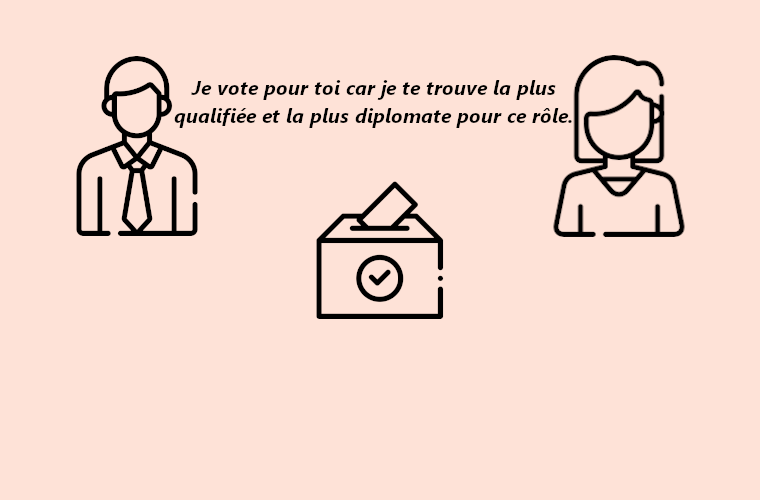 Je vote pour toi car je te trouve la plus
qualifiée et la plus diplomate pour ce rôle.